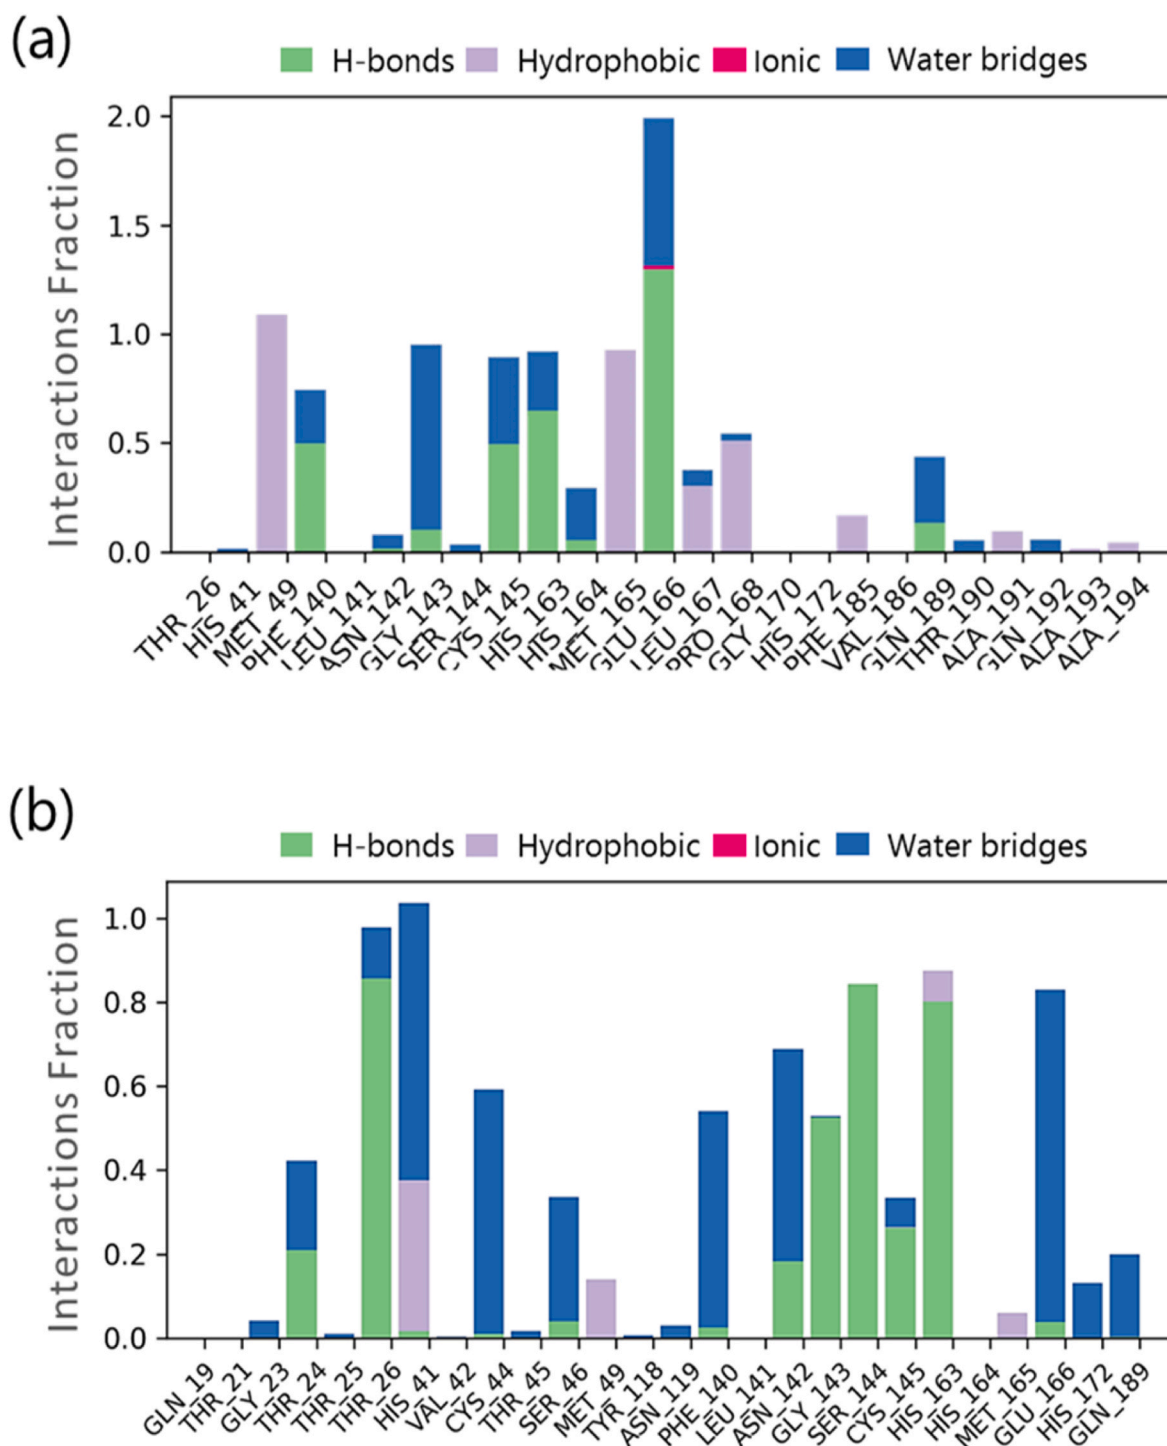 (a)
H-bonds Hydrophobic Ionic Water bridges
Interactions Fraction
2.0
1.5
1.0
0.5
0.0
THR_26
HIS_41
MET_49
PHE_140
LEU_141
ASN_142
GLY_143
SER_144
CYS_145
HIS_163
HIS_164
MET_165
GLU_166
LEU_167
PRO_168
GLY_170
HIS_172
PHE_185
VAL_186
GLN_189
THR_190
ALA_191
GLN_192
ALA_193
ALA_194
(b)
H-bonds Hydrophobic Ionic Water bridges
Interactions Fraction
1.0
0.8
0.6
0.4
0.2
0.0
GLN_19
THR_21
GLY_23
THR_24
THR_25
THR_26
HIS_41
VAL_42
CYS_44
THR_45
SER_46
MET_49
TYR_118
ASN_119
PHE_140
LEU_141
ASN_142
GLY_143
SER_144
CYS_145
HIS_163
HIS_164
MET_165
GLU_166
HIS_172
GLN_189